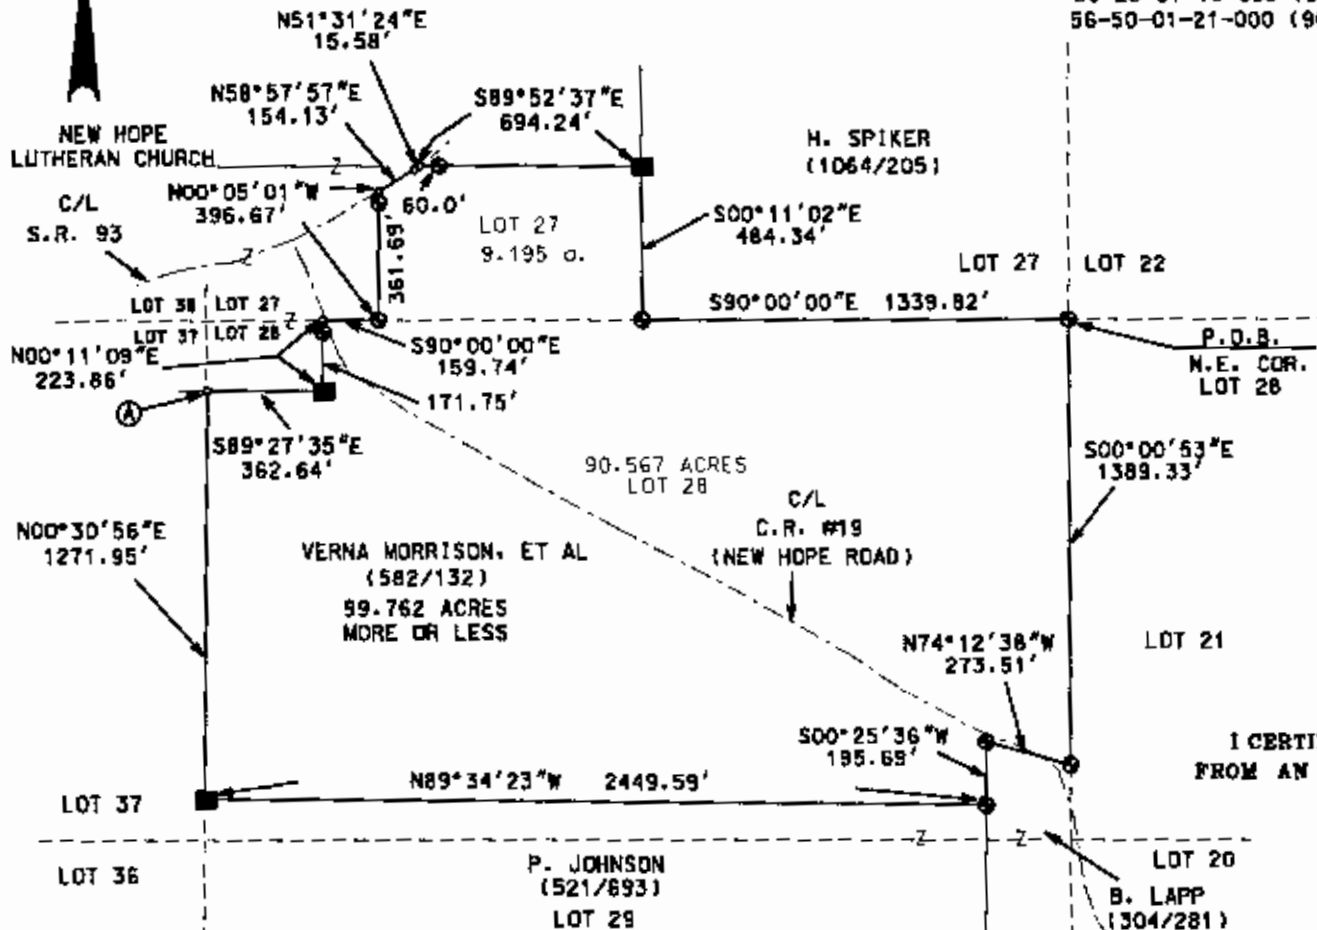 56-50-01-21-000 (9
N51°31'24"E
15.58'
N58°57'57"E
154.13'
S89°52'37"E
694.24'
NEW HOPE
LUTHERAN CHURCH
Z
H. SPIKER
(1064/205)
N00°05'01"W
396.67'
60.0'
C/L
S.R. 93
Z
361.69'
LOT 27
9.195 a.
S00°11'02"E
484.34'
LOT 27
LOT 22
LOT 38
LOT 27
S90°00'00"E 1339.82'
Z
LOT 37
LOT 28
N00°11'09"E
223.86'
S90°00'00"E
159.74'
P.O.B.
N.E. COR.
LOT 28
A
171.75'
S89°27'35"E
362.64'
90.567 ACRES
LOT 28
S00°00'53"E
1389.33'
C/L
C.R. #19
(NEW HOPE ROAD)
N00°30'56"E
1271.95'
VERNA MORRISON, ET AL
(582/132)
99.762 ACRES
MORE OR LESS
N74°12'38"W
273.51'
LOT 21
S00°25'36"W
195.69'
I CERTI
FROM AN
N89°34'23"W 2449.59'
LOT 37
Z
Z
LOT 36
P. JOHNSON
(521/693)
LOT 29
LOT 20
B. LAPP
(304/281)